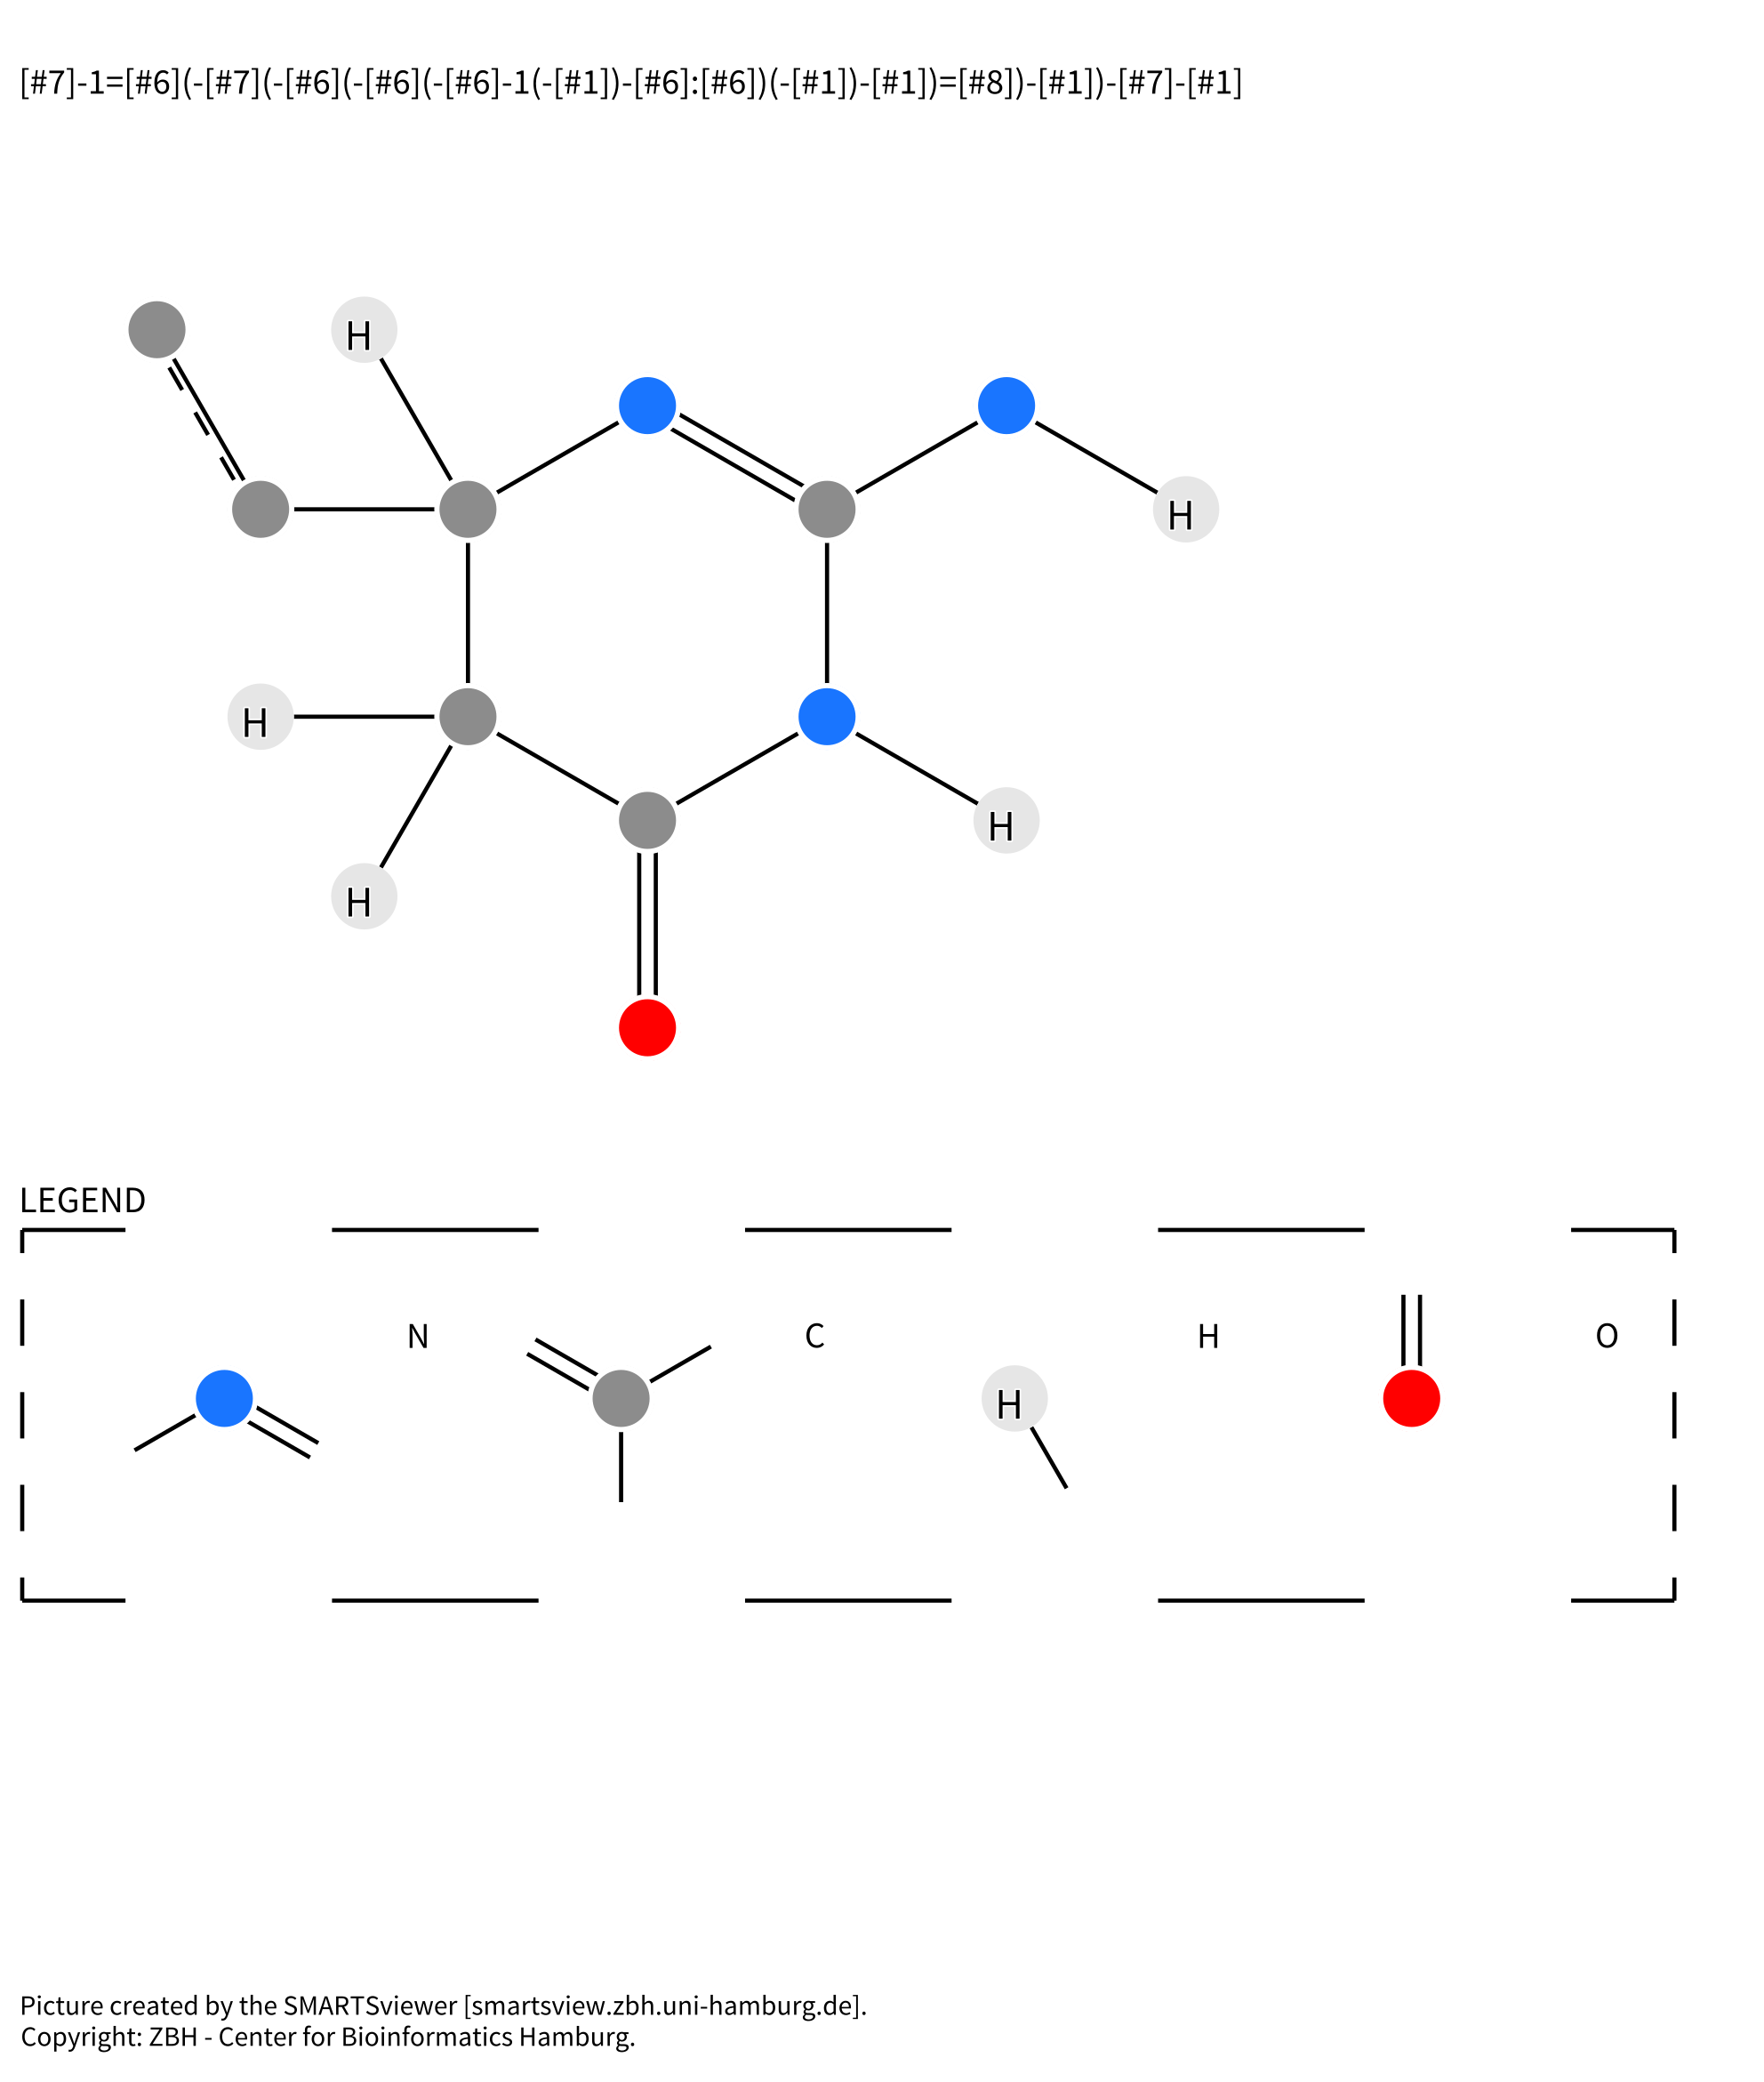 [#7]-1=[#6](-[#7](-[#6](-[#6](-[#6]-1(-[#1])-[#6]:[#6])(-[#1])-[#1])=[#8])-[#1])-[#7]-[#1]
H
H
H
H
H
LEGEND
N C H O
H
Picture created by the SMARTSviewer [smartsview.zbh.uni-hamburg.de].
Copyright: ZBH - Center for Bioinformatics Hamburg.